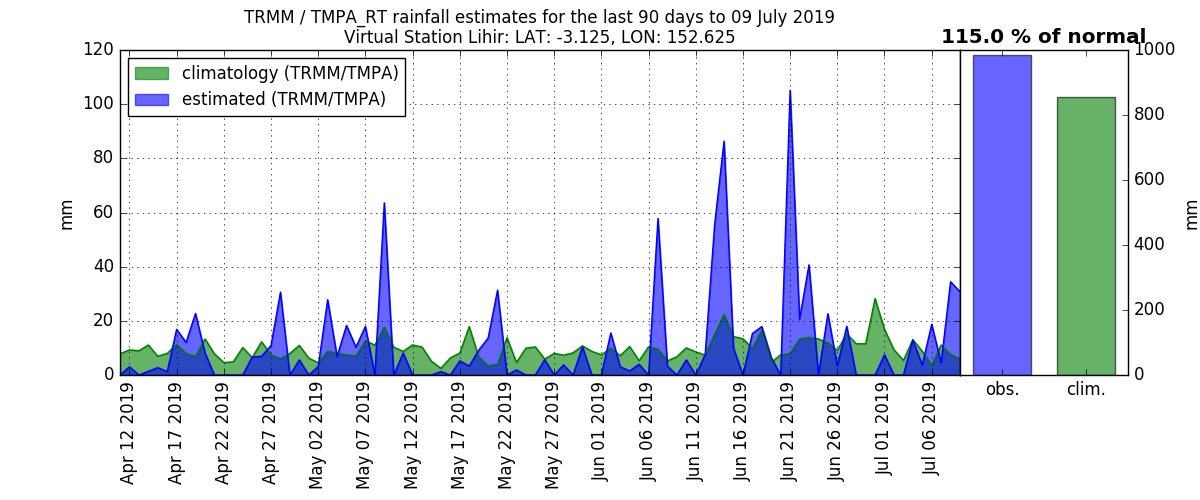 TRMM / TMPA_RT rainfall estimates for the last 90 days to 09 July 2019
Virtual Station Lihir: LAT: -3.125, LON: 152.625
115.0 % of normal
climatology (TRMM/TMPA)
estimated (TRMM/TMPA)
120
100
80
60
40
20
0
mm
Apr 12 2019
Apr 17 2019
Apr 22 2019
Apr 27 2019
May 02 2019
May 07 2019
May 12 2019
May 17 2019
May 22 2019
May 27 2019
Jun 01 2019
Jun 06 2019
Jun 11 2019
Jun 16 2019
Jun 21 2019
Jun 26 2019
Jul 01 2019
Jul 06 2019
obs.
clim.
1000
800
600
400
200
0
mm